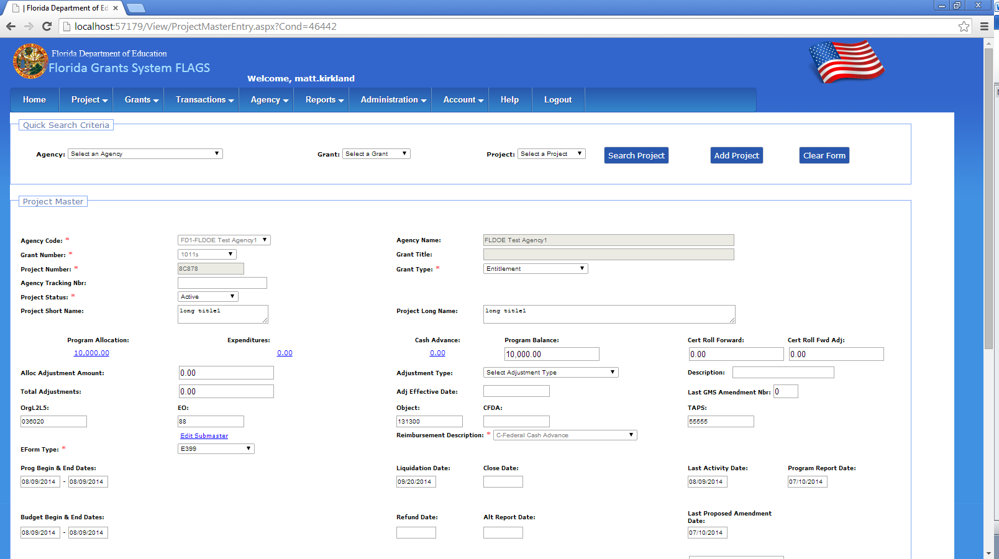 | Florida Department of Ed
localhost:57179/View/ProjectMasterEntry.aspx?Cond=46442
Florida Department of Education
Florida Grants System FLAGS
Welcome, matt.kirkland
Home Project Grants Transactions Agency Reports Administration Account Help Logout
Quick Search Criteria
Agency: Select an Agency Grant: Select a Grant Project: Select a Project Search Project Add Project Clear Form
Project Master
Agency Code: * FD1-FLDOE Test Agency1 Agency Name: FLDOE Test Agency1
Grant Number: * 1011s Grant Title:
Project Number: * 8C878 Grant Type: * Entitlement
Agency Tracking Nbr:
Project Status: * Active
Project Short Name: long title1 Project Long Name: long title1
Program Allocation: Expenditures: Cash Advance: Program Balance: Cert Roll Forward: Cert Roll Fwd Adj:
10,000.00 0.00 0.00 10,000.00 0.00 0.00
Alloc Adjustment Amount: 0.00 Adjustment Type: Select Adjustment Type Description:
Total Adjustments: 0.00 Adj Effective Date: Last GMS Amendment Nbr: 0
OrgL2L5: EO: Object: CFDA: TAPS:
036020 88 131300 55555
Edit Submaster Reimbursement Description: * C-Federal Cash Advance
EForm Type: * E399
Prog Begin & End Dates: Liquidation Date: Close Date: Last Activity Date: Program Report Date:
08/09/2014 - 08/09/2014 09/20/2014 08/09/2014 07/10/2014
Budget Begin & End Dates: Refund Date: Alt Report Date: Last Proposed Amendment Date:
08/09/2014 - 08/09/2014 07/10/2014